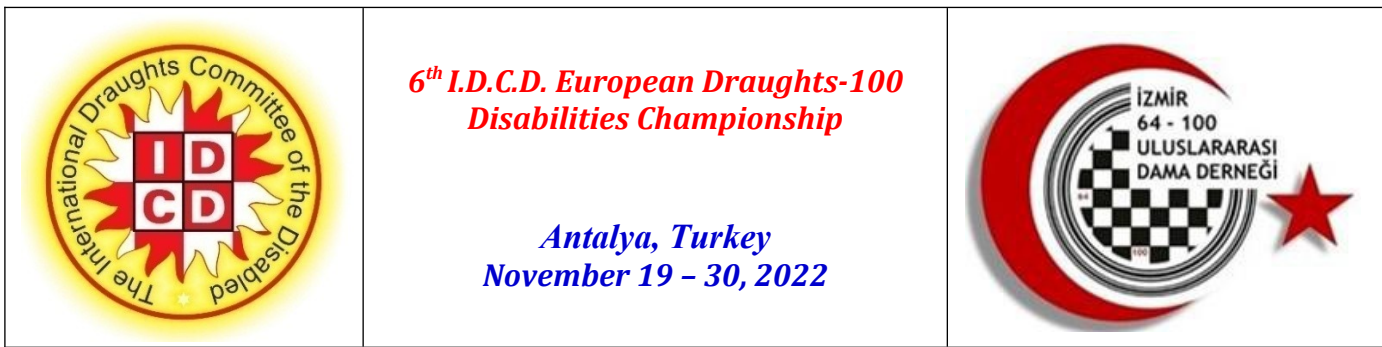 The International Draughts Committee of the Disabled
I D
C D
6th I.D.C.D. European Draughts-100
Disabilities Championship
Antalya, Turkey
November 19 – 30, 2022
İZMİR
64 - 100
ULUSLARARASI
DAMA DERNEĞİ
64
100